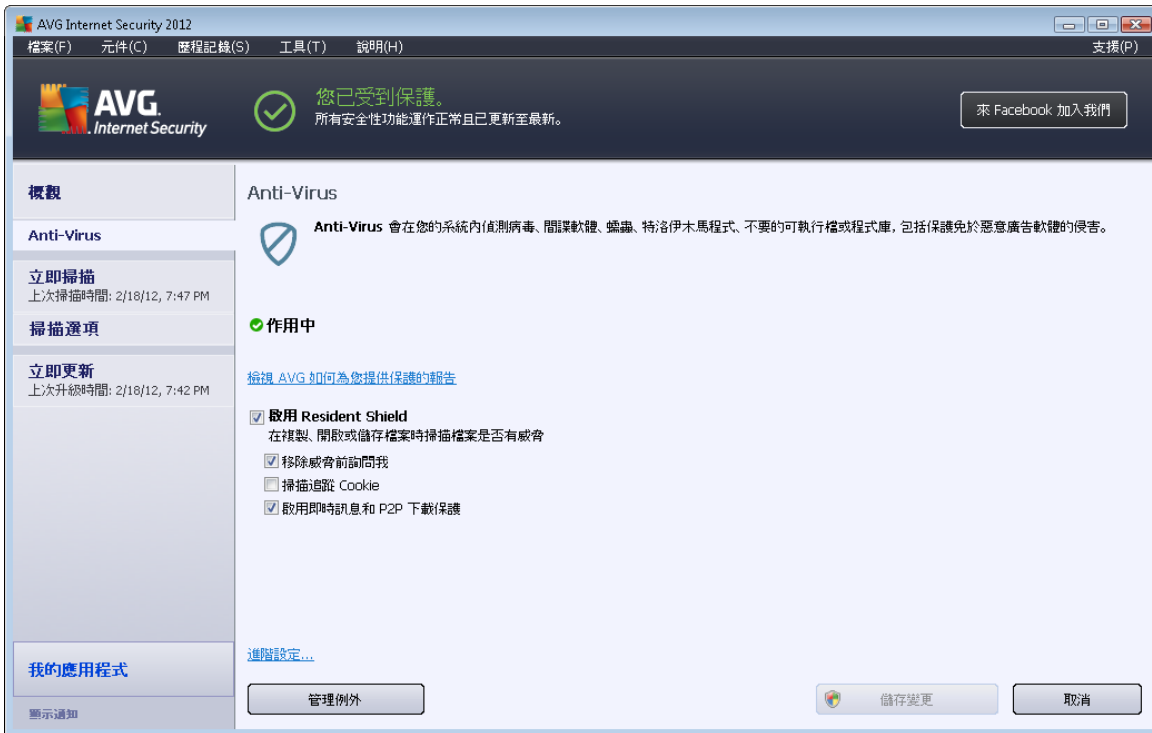 AVG Internet Security 2012
檔案(F) 元件(C) 歷程記錄(S) 工具(T) 說明(H) 支援(P)
AVG.
Internet Security
您已受到保護。
所有安全性功能運作正常且已更新至最新。
來 Facebook 加入我們
概觀
Anti-Virus
立即掃描
上次掃描時間: 2/18/12, 7:47 PM
掃描選項
立即更新
上次升級時間: 2/18/12, 7:42 PM
我的應用程式
顯示通知
Anti-Virus
Anti-Virus 會在您的系統內偵測病毒、間諜軟體、蠕蟲、特洛伊木馬程式、不要的可執行檔或程式庫, 包括保護免於惡意廣告軟體的侵害。
作用中
檢視 AVG 如何為您提供保護的報告
啟用 Resident Shield
在複製、開啟或儲存檔案時掃描檔案是否有威脅
移除威脅前詢問我
掃描追蹤 Cookie
啟用即時訊息和 P2P 下載保護
進階設定...
管理例外
儲存變更
取消